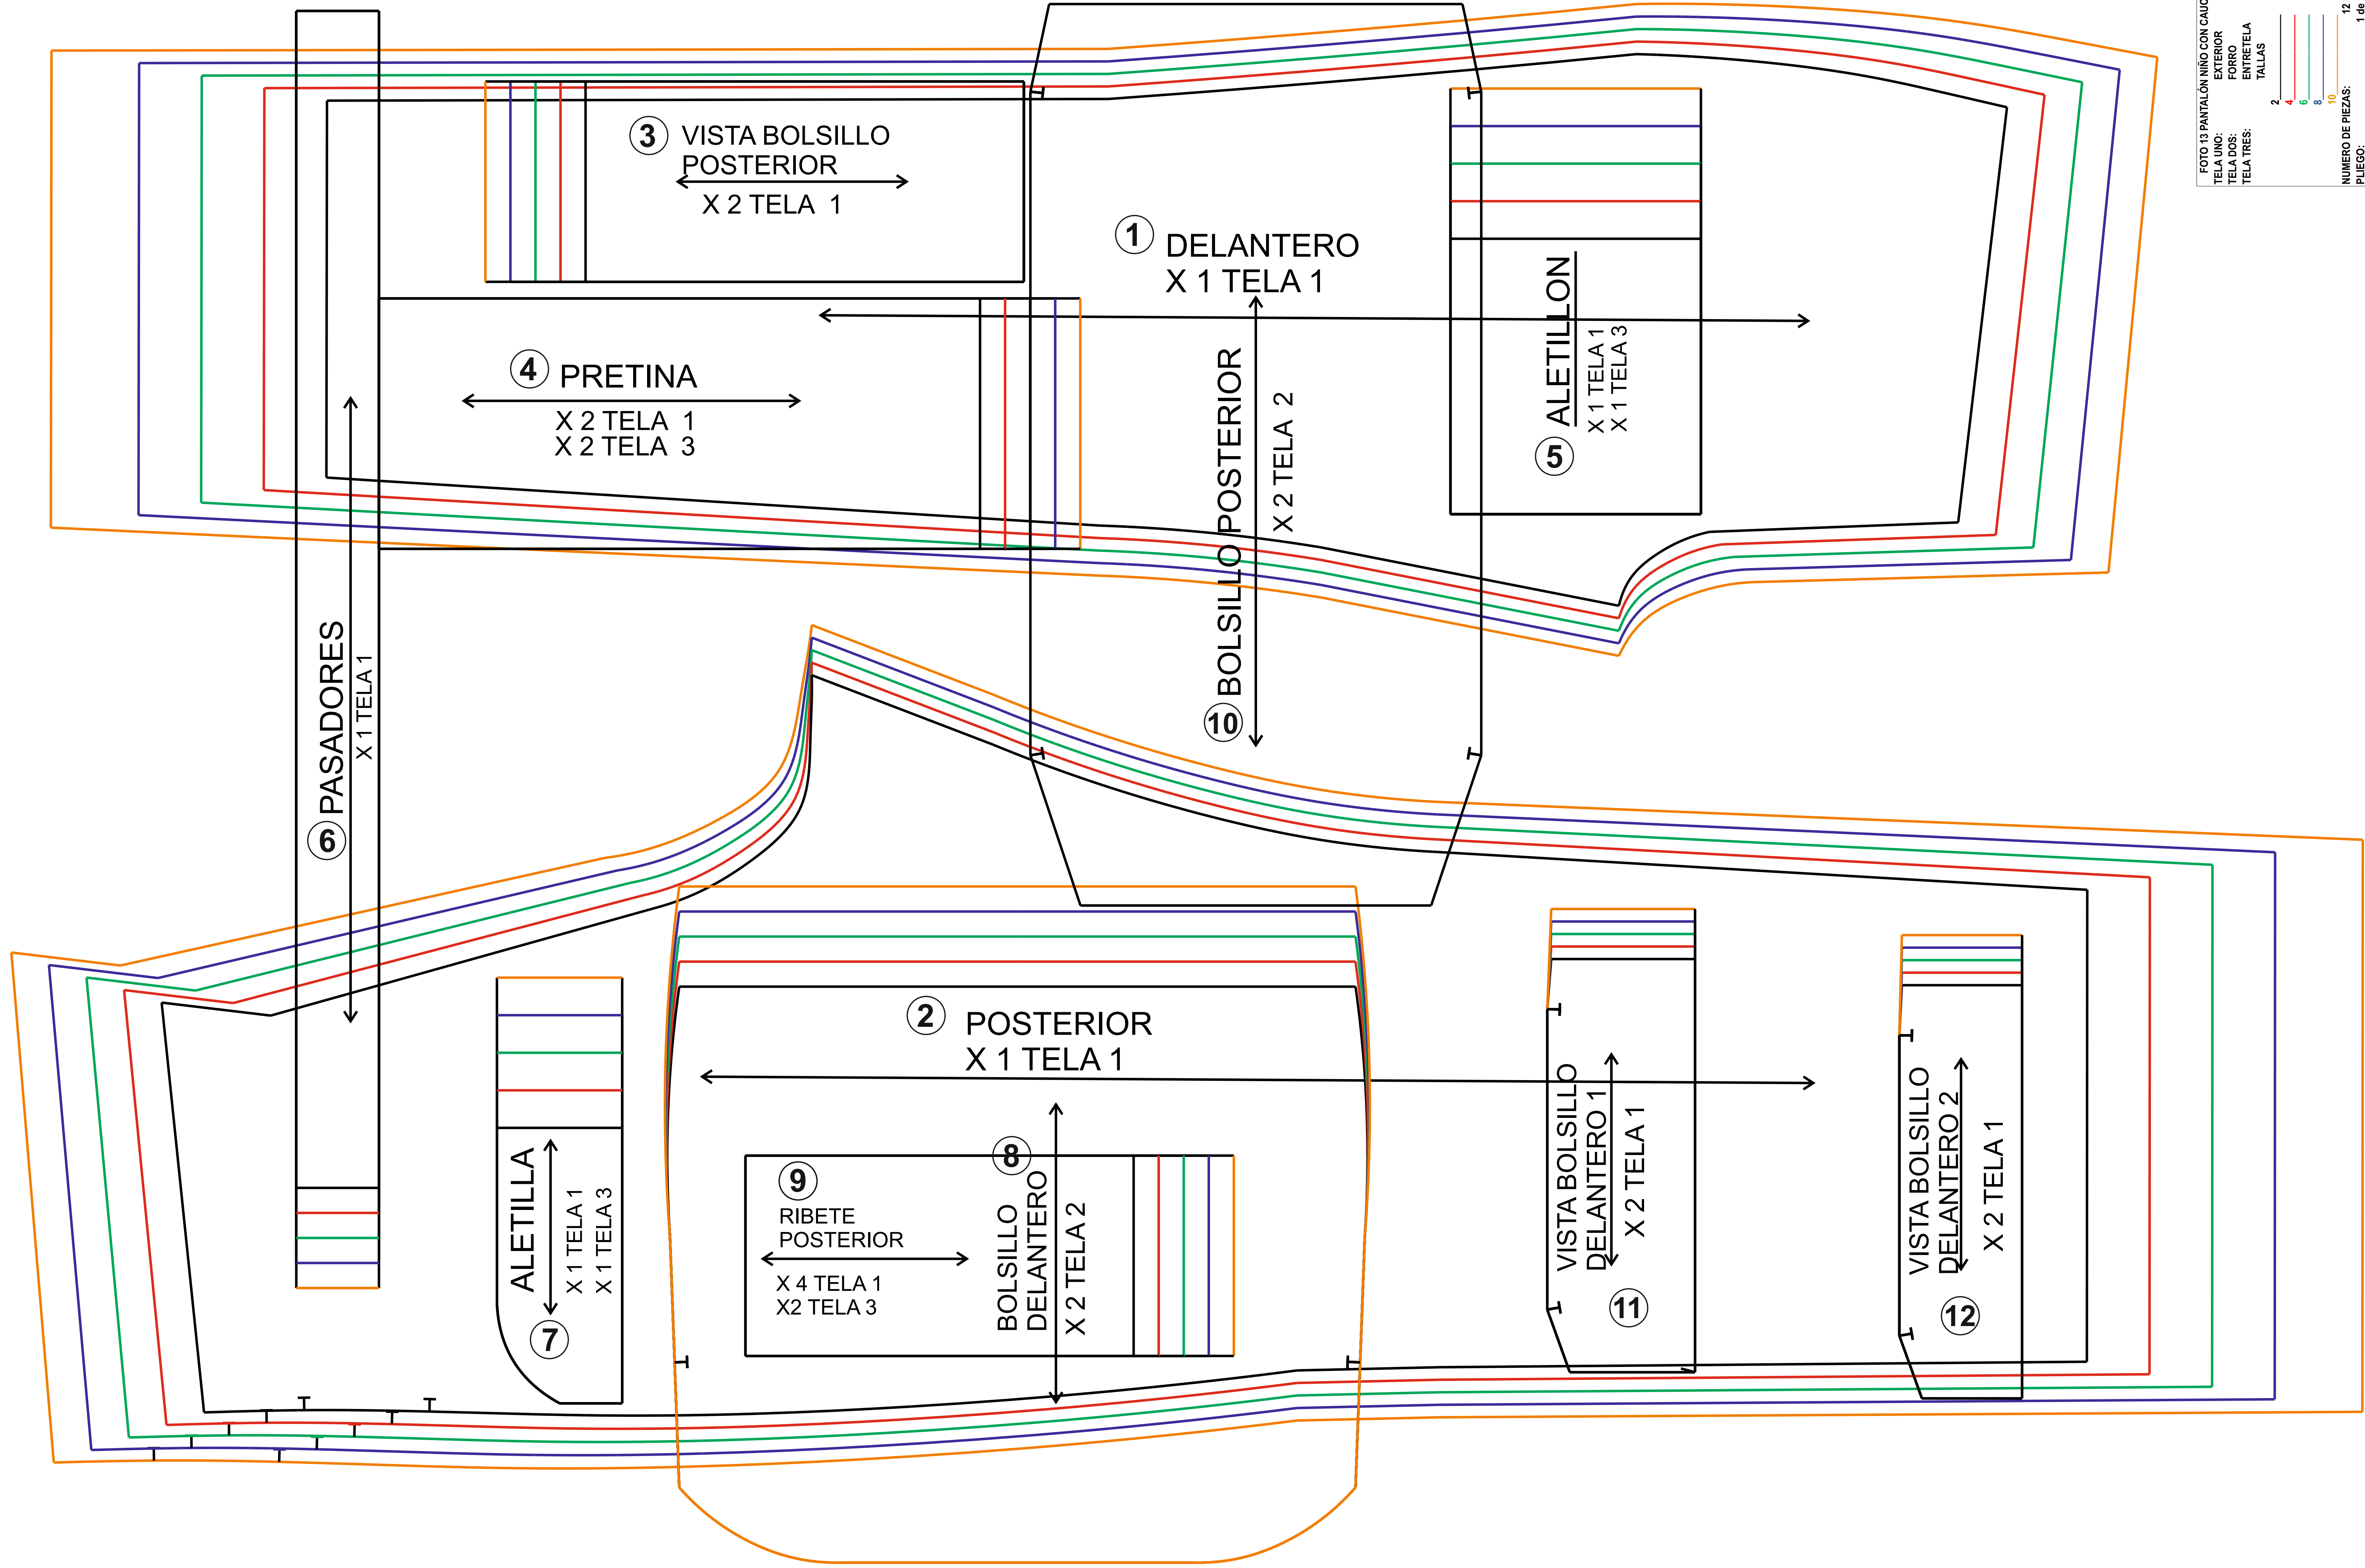 3
VISTA BOLSILLO
POSTERIOR
X 2 TELA 1
1
DELANTERO
X 1 TELA 1
4
PRETINA
X 2 TELA 1
X 2 TELA 3
10
BOLSILLO POSTERIOR
X 2 TELA 2
5
ALETILLON
X 1 TELA 1
X 1 TELA 3
6
PASADORES
X 1 TELA 1
2
POSTERIOR
X 1 TELA 1
7
ALETILLA
X 1 TELA 1
X 1 TELA 3
9
RIBETE
POSTERIOR
X 4 TELA 1
X2 TELA 3
8
BOLSILLO
DELANTERO
X 2 TELA 2
VISTA BOLSILLO
DELANTERO 1
X 2 TELA 1
11
VISTA BOLSILLO
DELANTERO 2
X 2 TELA 1
12
FOTO 13 PANTALÓN NIÑO CON CAUC
TELA UNO: EXTERIOR
TELA DOS: FORRO
TELA TRES: ENTRETELA
TALLAS
2
4
6
8
10
NUMERO DE PIEZAS: 12
PLIEGO: 1 de